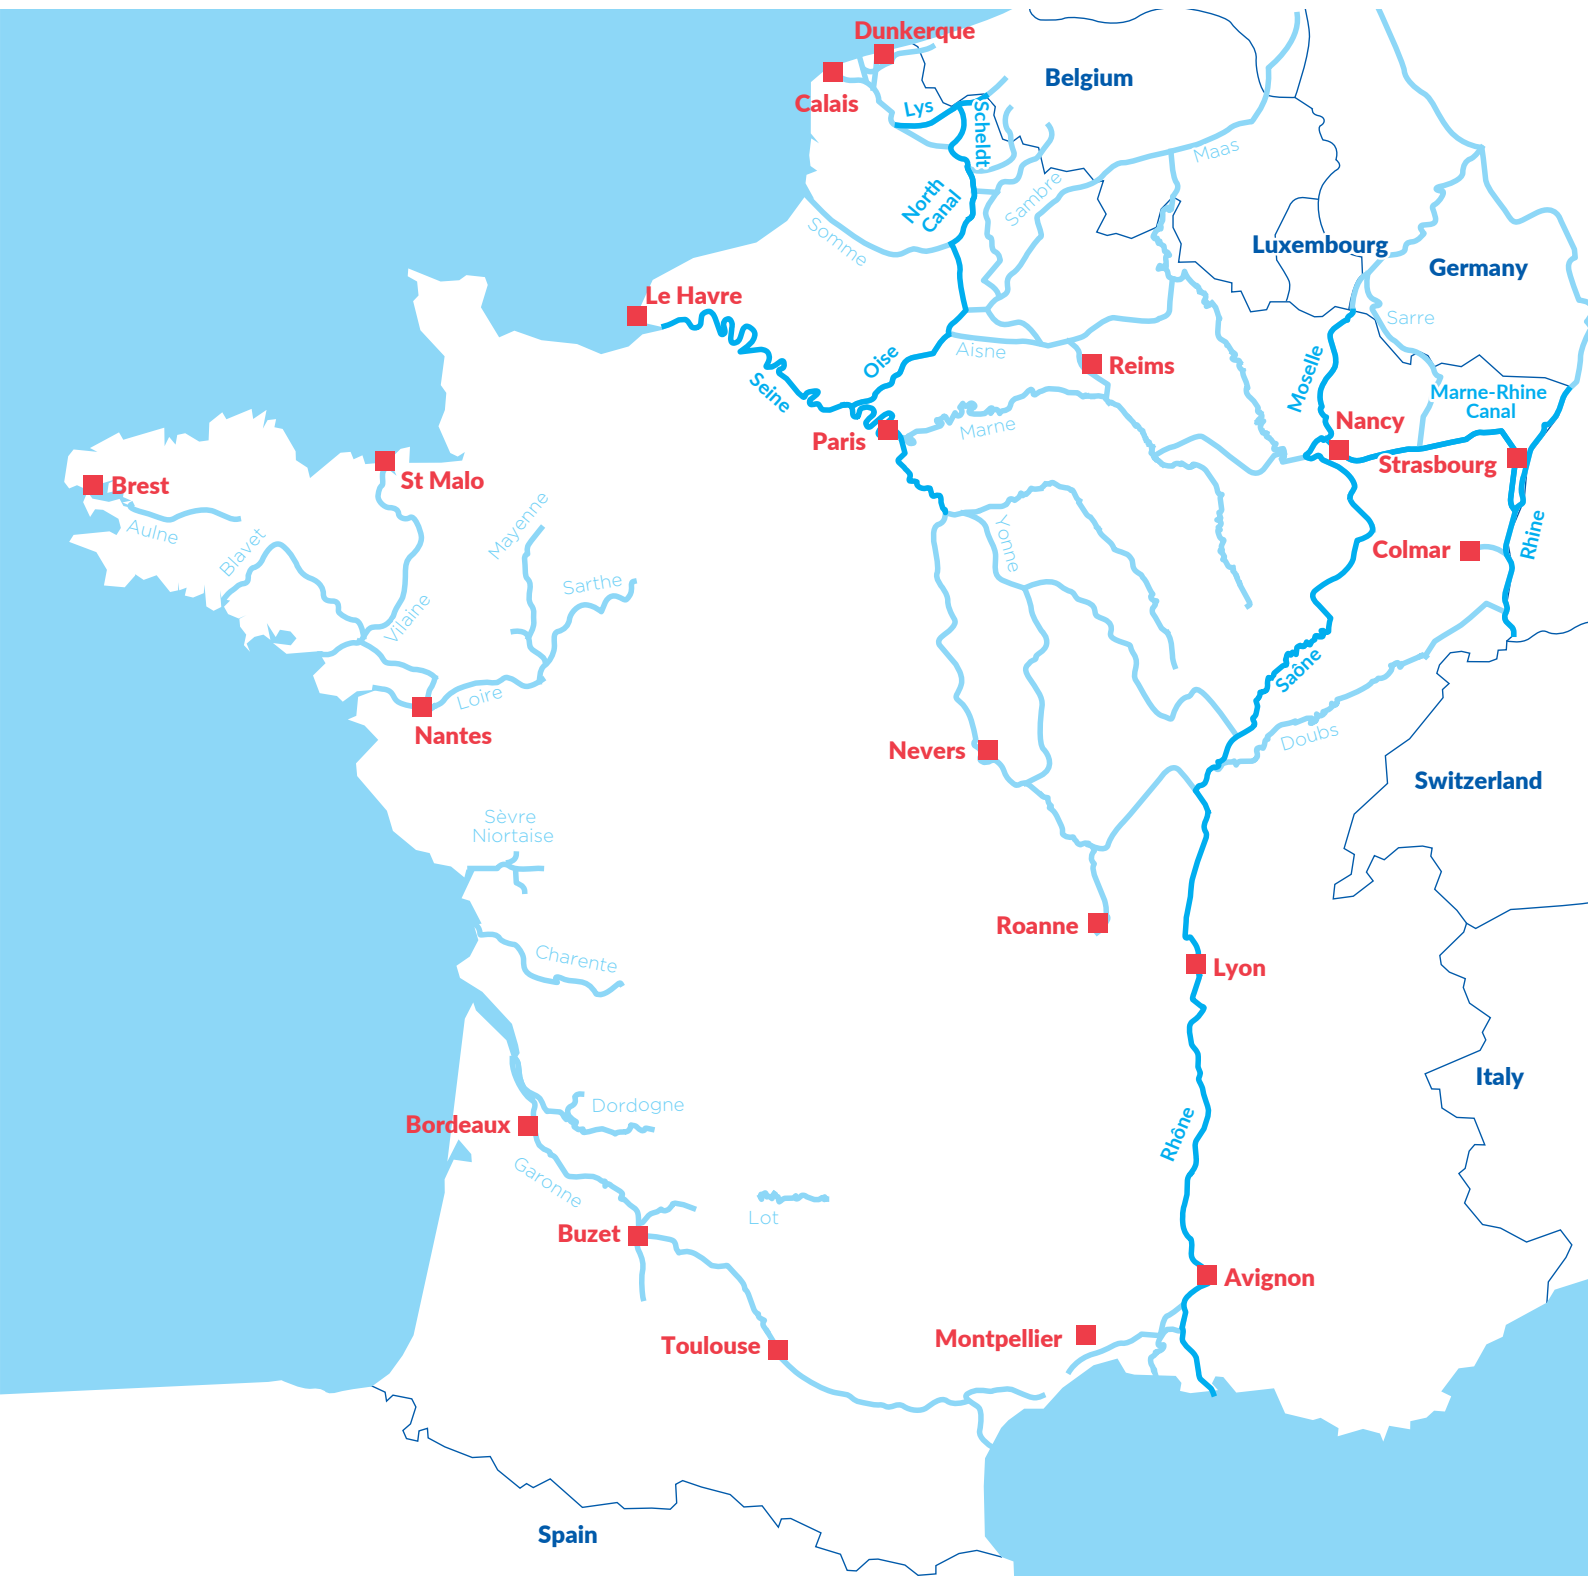 Dunkerque
Belgium
Calais
Lys
Scheldt
Maas
North
Canal
Sambre
Somme
Luxembourg
Germany
Le Havre
Sarre
Oise
Aisne
Reims
Moselle
Seine
Marne-Rhine
Canal
Marne
Nancy
Paris
Strasbourg
St Malo
Brest
Aulne
Blavet
Mayenne
Yonne
Rhine
Colmar
Sarthe
Vilaine
Saône
Loire
Nantes
Doubs
Nevers
Switzerland
Sèvre
Niortaise
Roanne
Charente
Lyon
Italy
Dordogne
Bordeaux
Rhône
Garonne
Lot
Buzet
Avignon
Montpellier
Toulouse
Spain